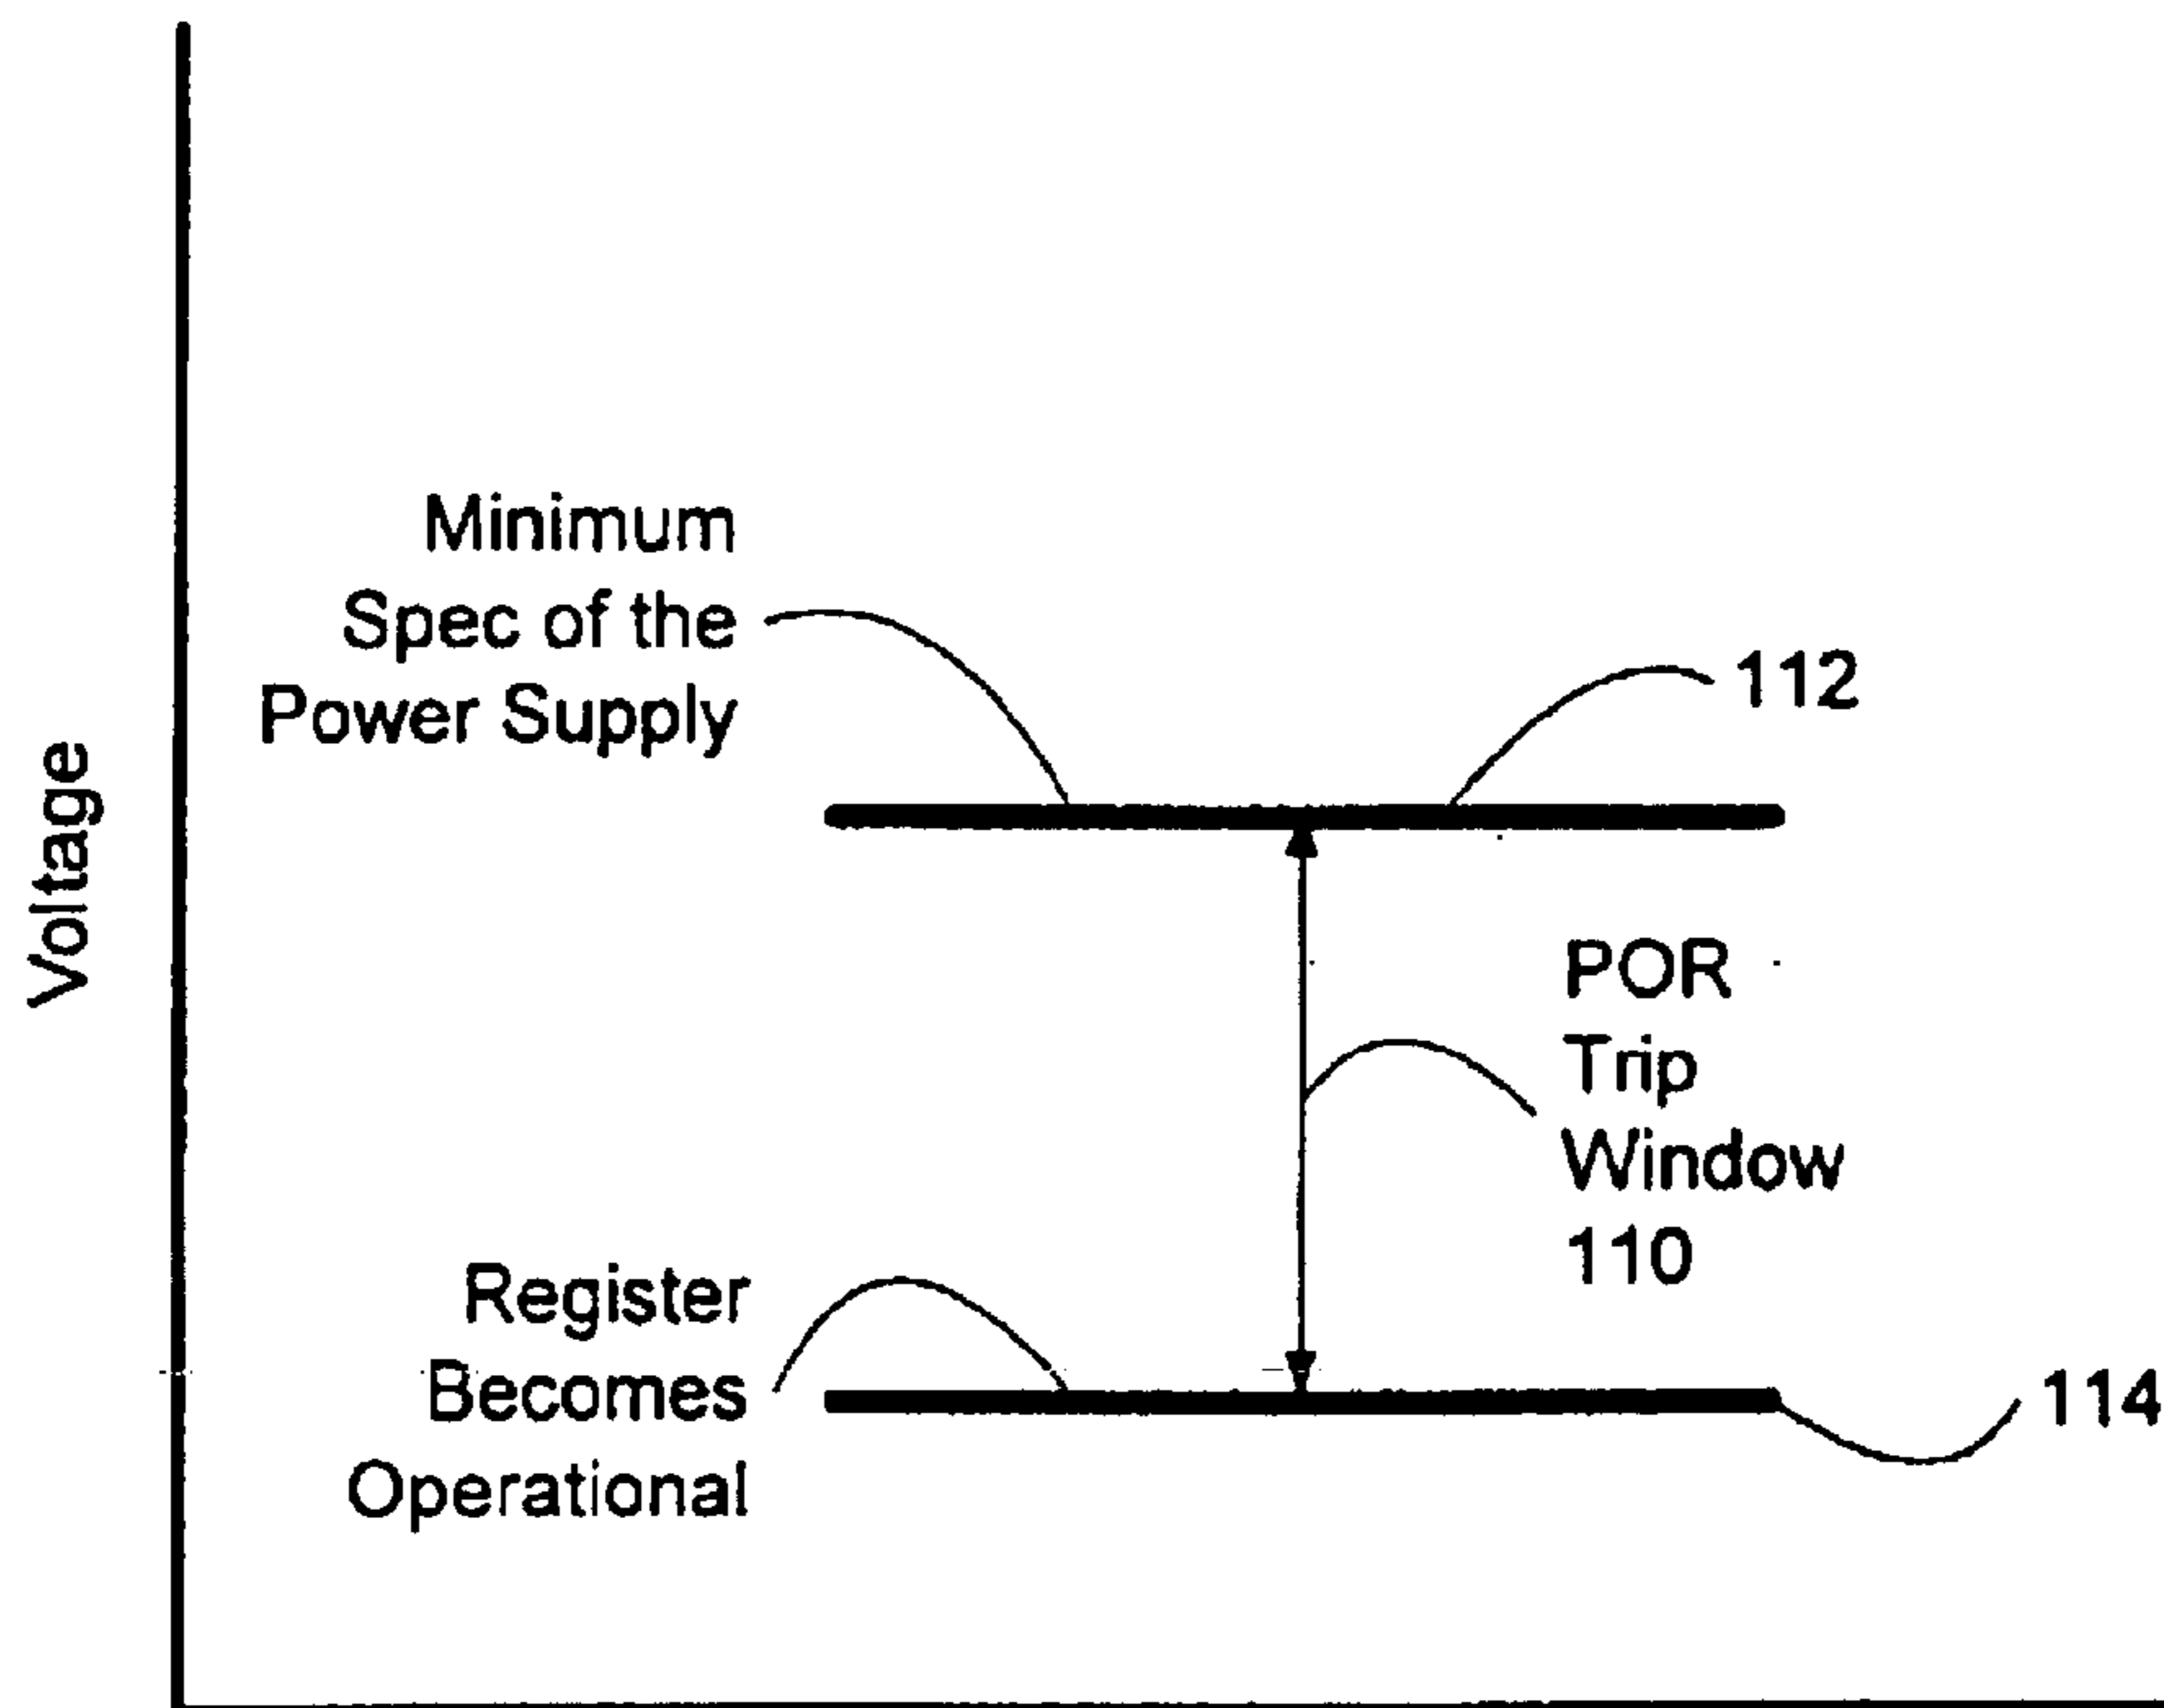 Minimum
Spec of the
Power Supply
112
Voltage
POR
Trip
Window
110
Register
Becomes
Operational
114